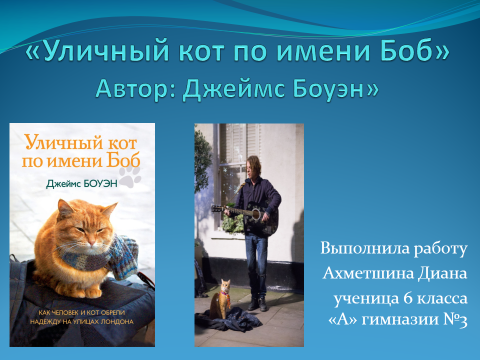 «Уличный кот по имени Боб»
Автор: Джеймс Боуэн»
Уличный кот
по имени Боб
Джеймс БОУЭН
КАК ЧЕЛОВЕК И КОТ ОБРЕЛИ
НАДЕЖДУ НА УЛИЦАХ ЛОНДОНА
Выполнила работу
Ахметшина Диана
ученица 6 класса
«А» гимназии №3